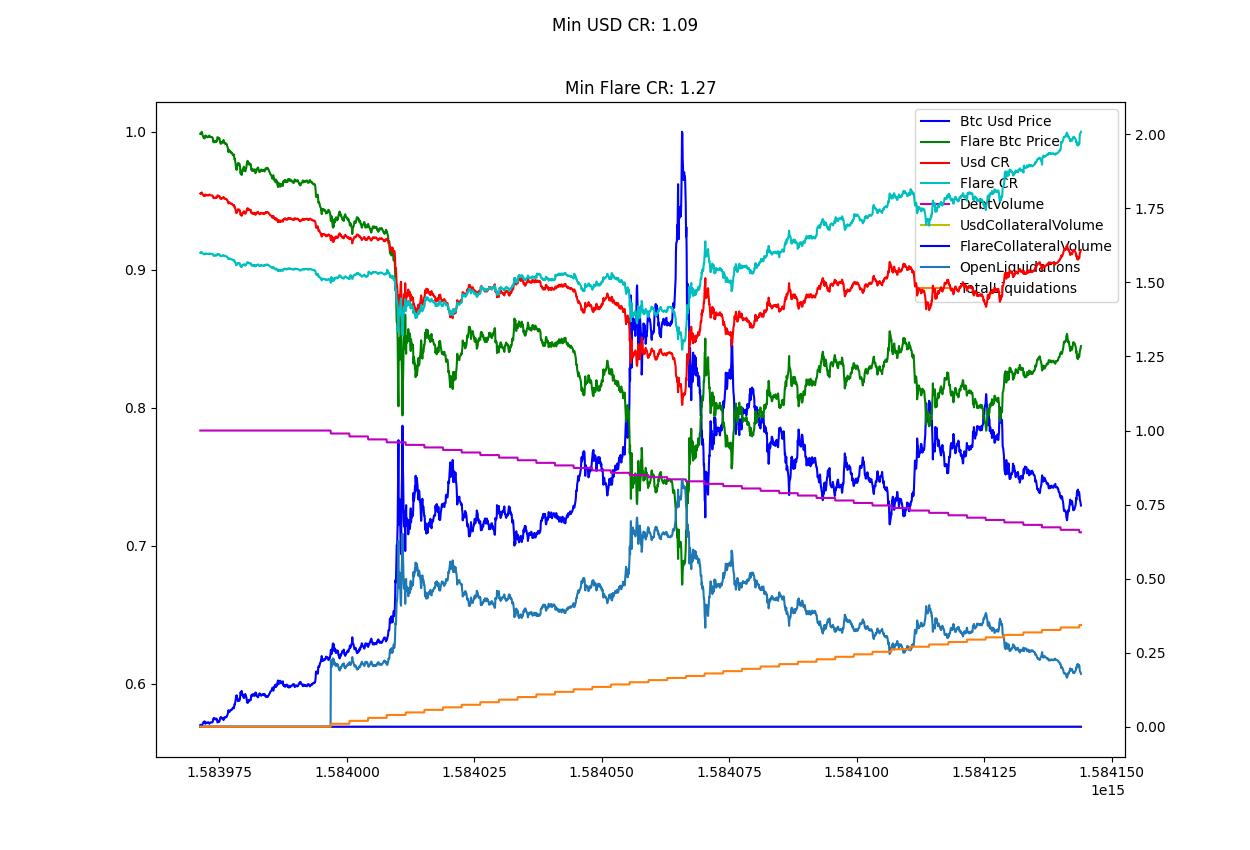 Min USD CR: 1.09
Min Flare CR: 1.27
1.0
0.9
0.8
0.7
0.6
Btc Usd Price
Flare Btc Price
Usd CR
Flare CR
DebtVolume
UsdCollateralVolume
FlareCollateralVolume
OpenLiquidations
TotalLiquidations
2.00
1.75
1.50
1.25
1.00
0.75
0.50
0.25
0.00
1.583975 1.584000 1.584025 1.584050 1.584075 1.584100 1.584125 1.584150
1e15